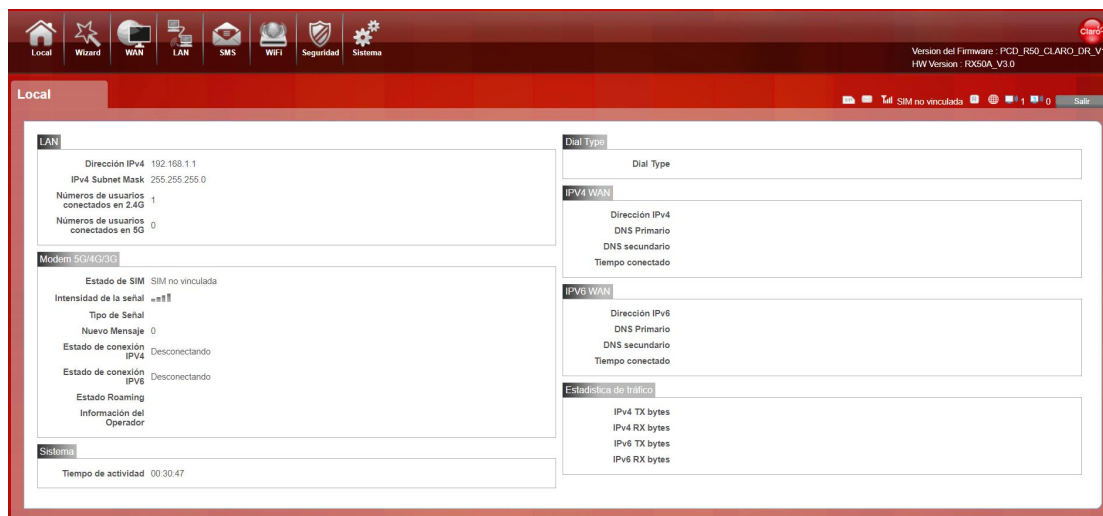 Local
Wizard
WAN
LAN
SMS
WiFi
Seguridad
Sistema
Claro
Version del Firmware : PCD_R50_CLARO_DR_V
HW Version : RX50A_V3.0
Local
SIM no vinculada
1
0
Salir
LAN
Dirección IPv4 192.168.1.1
IPv4 Subnet Mask 255.255.255.0
Números de usuarios
conectados en 2.4G 1
Números de usuarios
conectados en 5G 0
Modem 5G/4G/3G
Estado de SIM SIM no vinculada
Intensidad de la señal
Tipo de Señal
Nuevo Mensaje 0
Estado de conexión
IPV4 Desconectando
Estado de conexión
IPV6 Desconectando
Estado Roaming
Información del
Operador
Sistema
Tiempo de actividad 00:30:47
Dial Type
Dial Type
IPV4 WAN
Dirección IPv4
DNS Primario
DNS secundario
Tiempo conectado
IPV6 WAN
Dirección IPv6
DNS Primario
DNS secundario
Tiempo conectado
Estadistica de tráfico
IPv4 TX bytes
IPv4 RX bytes
IPv6 TX bytes
IPv6 RX bytes